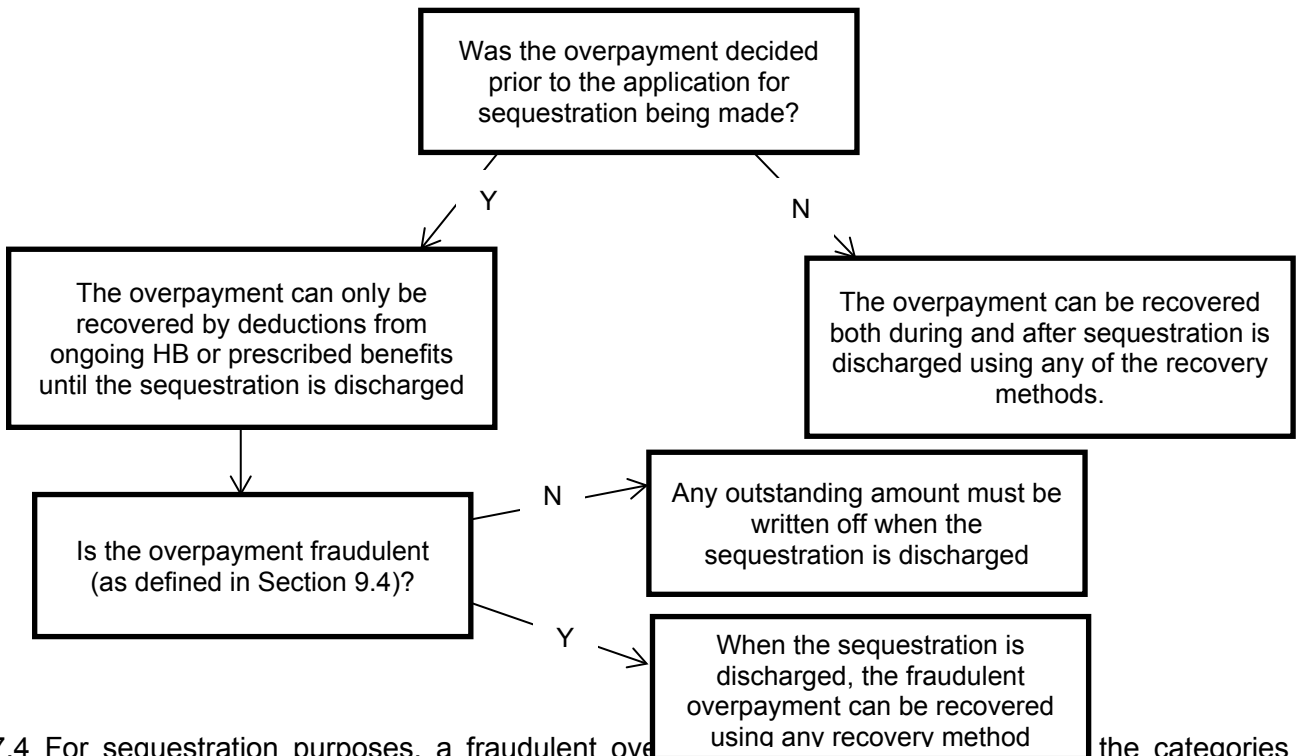 Was the overpayment decided
prior to the application for
sequestration being made?
Y
N
The overpayment can only be
recovered by deductions from
ongoing HB or prescribed benefits
until the sequestration is discharged
The overpayment can be recovered
both during and after sequestration is
discharged using any of the recovery
methods.
Is the overpayment fraudulent
(as defined in Section 9.4)?
N
Any outstanding amount must be
written off when the
sequestration is discharged
Y
When the sequestration is
discharged, the fraudulent
overpayment can be recovered
using any recovery method
7.4 For sequestration purposes, a fraudulent the categories